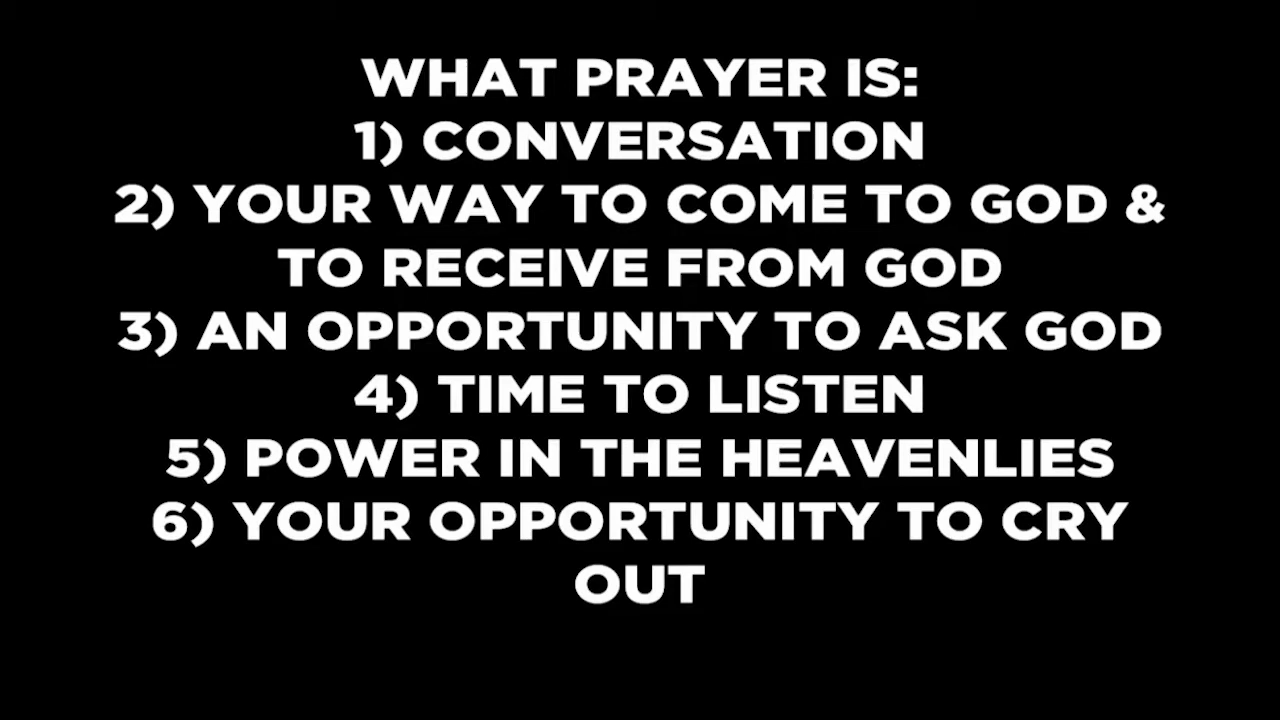 WHAT PRAYER IS:
1) CONVERSATION
2) YOUR WAY TO COME TO GOD &
TO RECEIVE FROM GOD
3) AN OPPORTUNITY TO ASK GOD
4) TIME TO LISTEN
5) POWER IN THE HEAVENLIES
6) YOUR OPPORTUNITY TO CRY
OUT